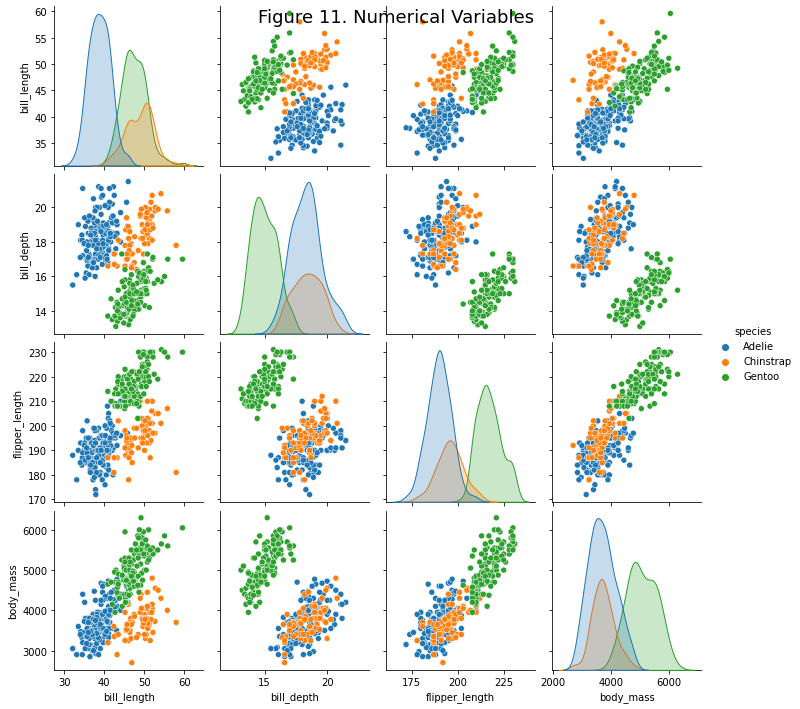 Figure 11. Numerical Variables
60
55
50
45
40
35
bill_length
20
18
16
14
bill_depth
species
Adelie
Chinstrap
Gentoo
230
220
210
200
190
180
170
flipper_length
6000
5000
4000
3000
body_mass
30 40 50 60
15 20
175 200 225
2000 4000 6000
bill_length bill_depth flipper_length body_mass